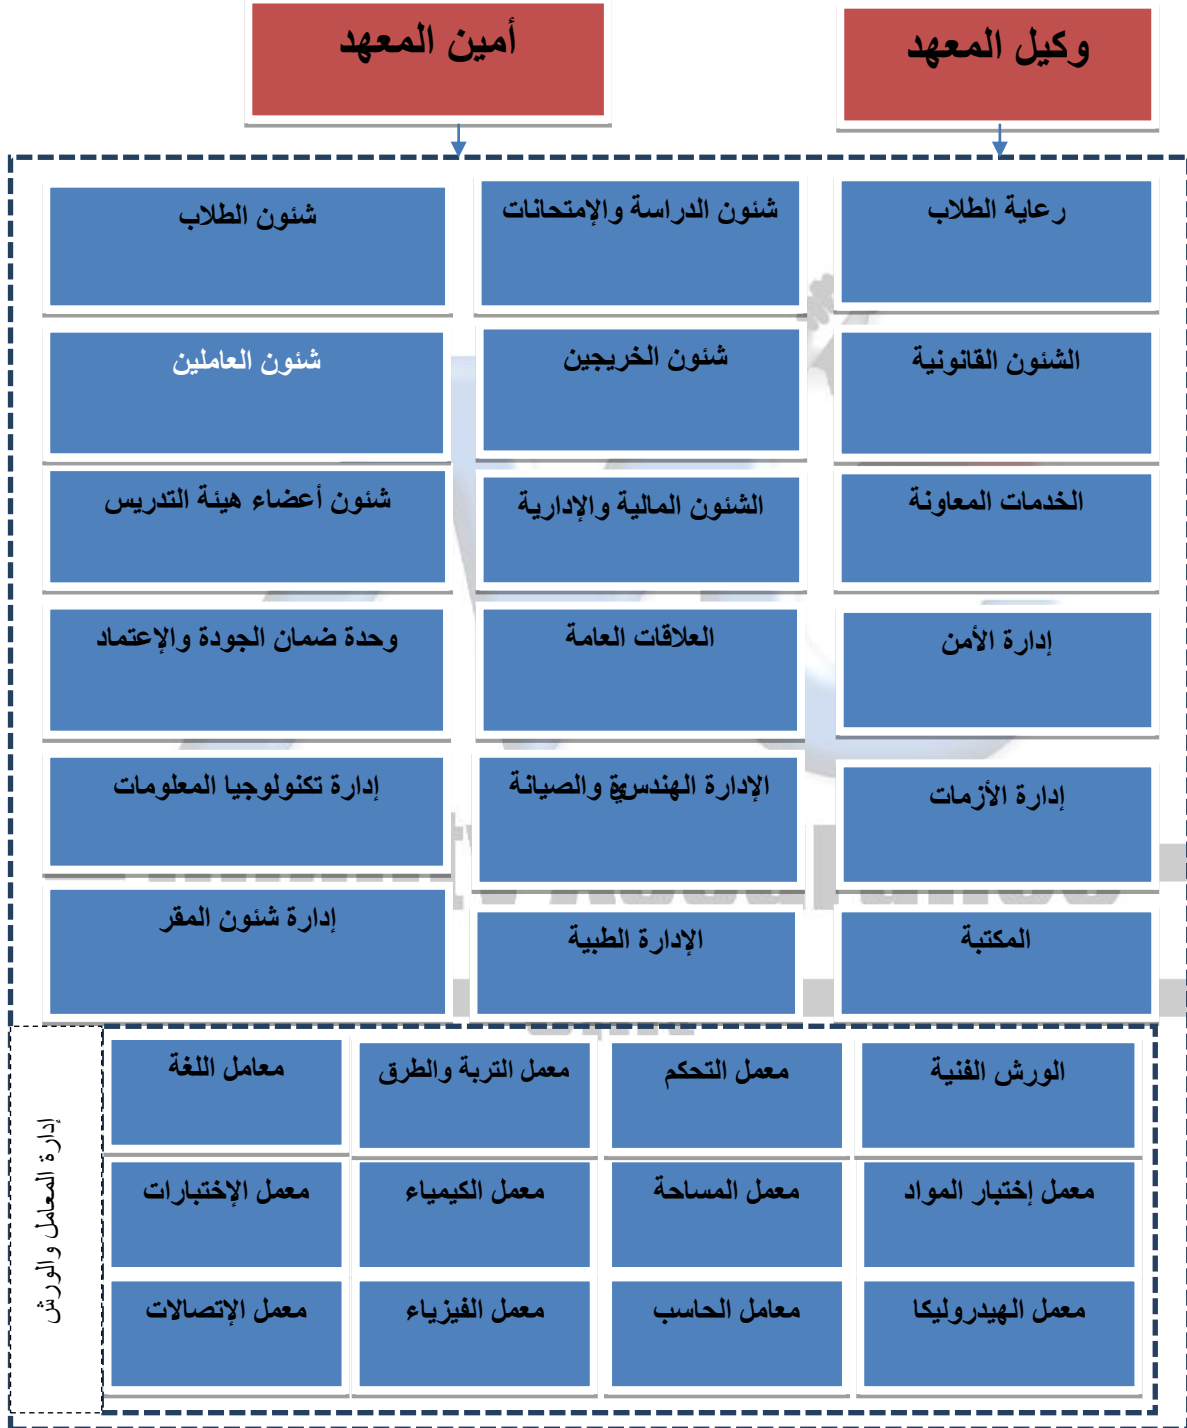 وكيل المعهد
أمين المعهد
رعاية الطلاب
شئون الدراسة والإمتحانات
شئون الطلاب
الشئون القانونية
شئون الخريجين
شئون العاملين
الخدمات المعاونة
الشئون المالية والإدارية
شئون أعضاء هيئة التدريس
إدارة الأمن
العلاقات العامة
وحدة ضمان الجودة والإعتماد
إدارة الأزمات
الإدارة الهندسية والصيانة
إدارة تكنولوجيا المعلومات
المكتبة
الإدارة الطبية
إدارة شئون المقر
الورش الفنية
معمل التحكم
معمل التربة والطرق
معامل اللغة
معمل إختبار المواد
معمل المساحة
معمل الكيمياء
معمل الإختبارات
معمل الهيدروليكا
معامل الحاسب
معمل الفيزياء
معمل الإتصالات
إدارة المعامل والورش